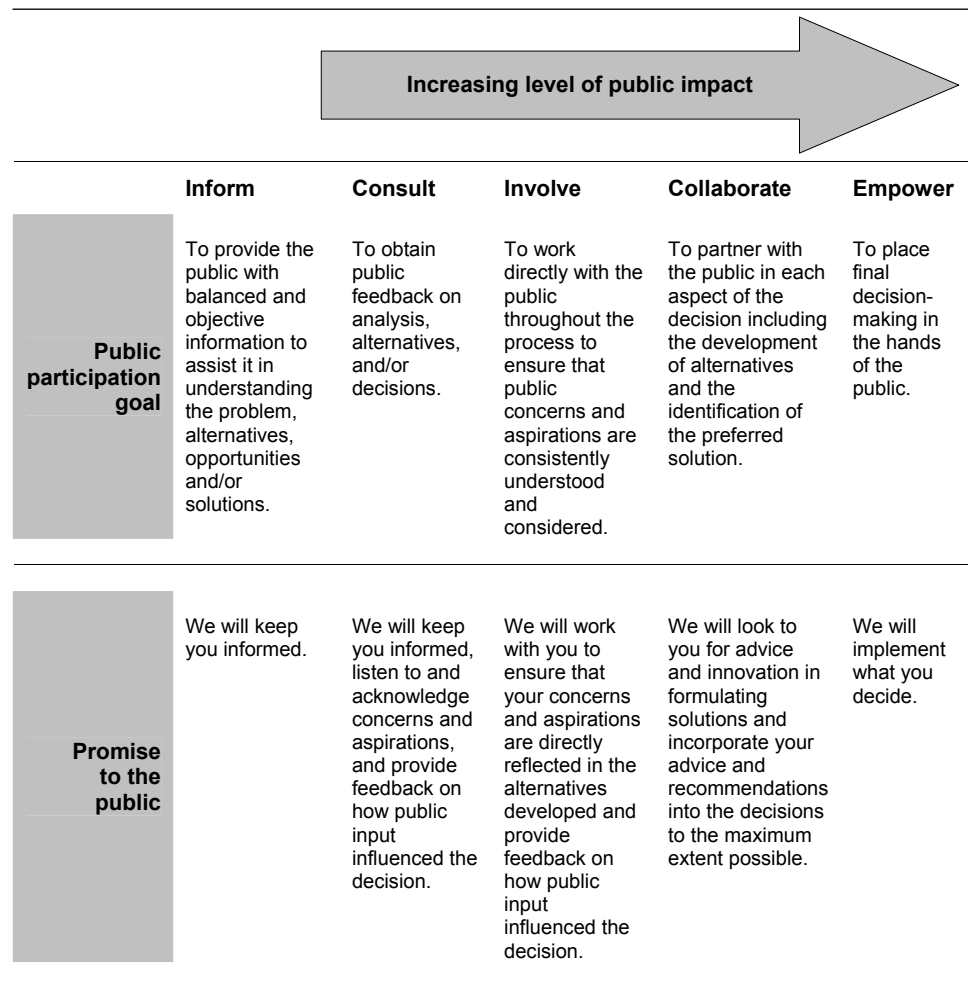 Increasing level of public impact
Inform
Consult
Involve
Collaborate
Empower
Public
participation
goal
To provide the
public with
balanced and
objective
information to
assist it in
understanding
the problem,
alternatives,
opportunities
and/or
solutions.
To obtain
public
feedback on
analysis,
alternatives,
and/or
decisions.
To work
directly with the
public
throughout the
process to
ensure that
public
concerns and
aspirations are
consistently
understood
and
considered.
To partner with
the public in each
aspect of the
decision including
the development
of alternatives
and the
identification of
the preferred
solution.
To place
final
decision-
making in
the hands
of the
public.
Promise
to the
public
We will keep
you informed.
We will keep
you informed,
listen to and
acknowledge
concerns and
aspirations,
and provide
feedback on
how public
input
influenced the
decision.
We will work
with you to
ensure that
your concerns
and aspirations
are directly
reflected in the
alternatives
developed and
provide
feedback on
how public
input
influenced the
decision.
We will look to
you for advice
and innovation in
formulating
solutions and
incorporate your
advice and
recommendations
into the decisions
to the maximum
extent possible.
We will
implement
what you
decide.